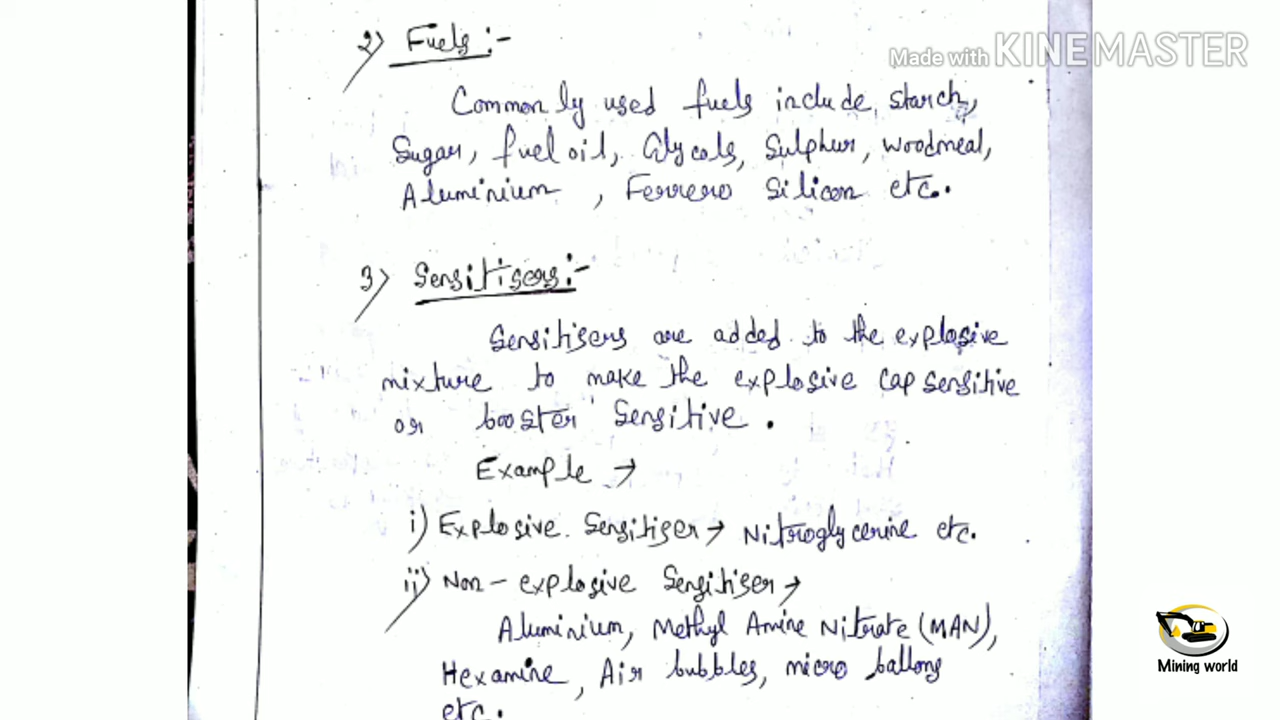 2) Fuels :-
Made with KINEMASTER
Commonly used fuels include, starch,
Sugar, fuel oil, Glycols, Sulphur, woodmeal,
Aluminium, Ferrero Silicon etc.
3) Sensitisers :-
Sensitisers are added to the explosive
mixture to make the explosive cap sensitive
or booster sensitive.
Example →
i) Explosive Sensitiser → Nitroglycerine etc.
ii) Non-explosive Sensitiser →
Aluminium, Methyl Amine Nitrate (MAN),
Hexamine, Air bubbles, micro ballons
etc.
Mining world